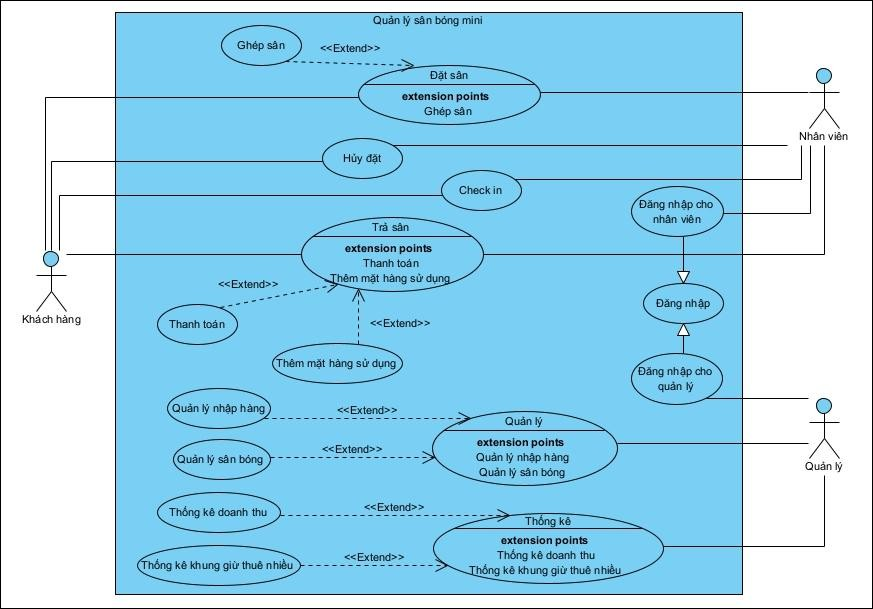 Quản lý sân bóng mini
Ghép sân
<<Extend>>
Đặt sân
extension points
Ghép sân
Nhân viên
Hủy đặt
Check in
Đăng nhập cho
nhân viên
Trả sân
extension points
Thanh toán
Thêm mặt hàng sử dụng
<<Extend>>
Khách hàng
Thanh toán
<<Extend>>
Đăng nhập
Thêm mặt hàng sử dụng
Đăng nhập cho
quản lý
Quản lý nhập hàng
<<Extend>>
Quản lý
extension points
Quản lý nhập hàng
Quản lý sân bóng
Quản lý sân bóng
<<Extend>>
Quản lý
Thống kê doanh thu
<<Extend>>
Thống kê
extension points
Thống kê doanh thu
Thống kê khung giừ thuê nhiều
Thống kê khung giừ thuê nhiều
<<Extend>>